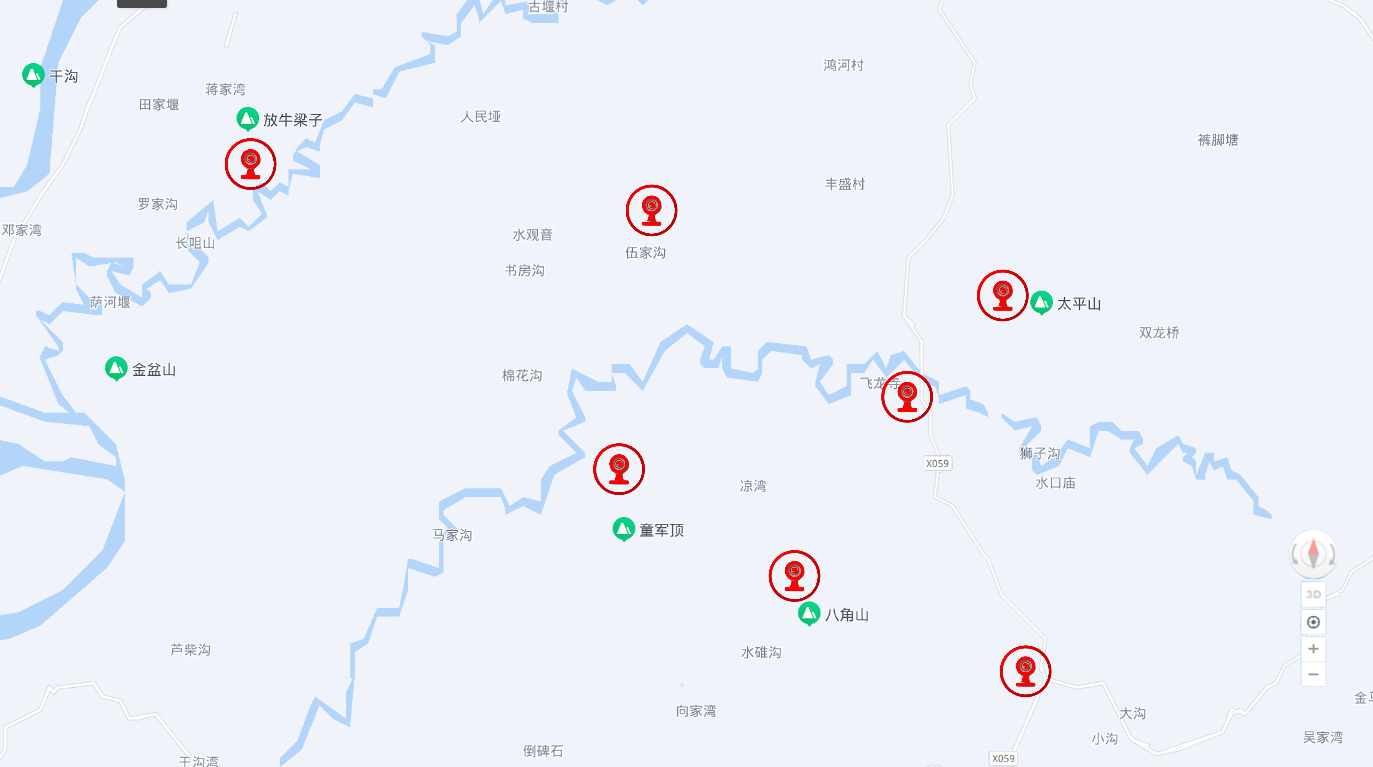 古堰村
鸿河村
干沟
蒋家湾
田家堰
人民垭
放牛梁子
裤脚塘
丰盛村
罗家沟
邓家湾
水观音
长咀山
伍家沟
书房沟
萨河堰
太平山
双龙桥
金盆山
棉花沟
飞龙寺
狮子沟
X059
水口庙
凉湾
童军顶
马家沟
3D
八角山
芦柴沟
水碓沟
向家湾
大沟
小沟
吴家湾
倒碑石
X059
干沟湾